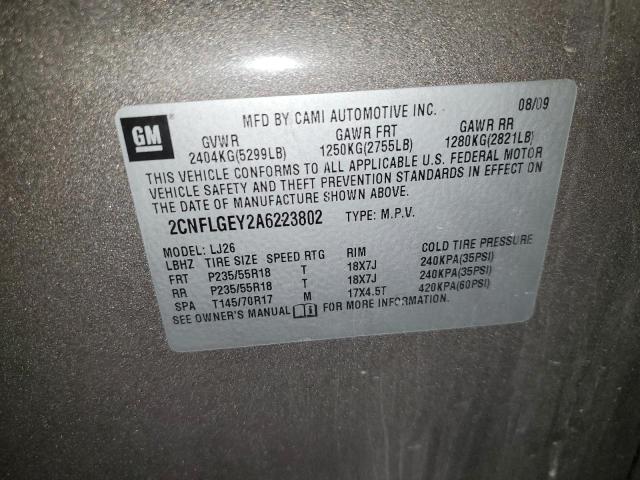 GM
MFD BY CAMI AUTOMOTIVE INC. 08/09
GVWR GAWR FRT GAWR RR
2404KG(5299LB) 1250KG(2755LB) 1280KG(2821LB)
THIS VEHICLE CONFORMS TO ALL APPLICABLE U.S. FEDERAL MOTOR
VEHICLE SAFETY AND THEFT PREVENTION STANDARDS IN EFFECT ON
THE DATE OF MANUFACTURE SHOWN ABOVE.
2CNFLGEY2A6223802 TYPE: M.P.V.
MODEL: LJ26
LBHZ TIRE SIZE SPEED RTG RIM COLD TIRE PRESSURE
FRT P235/55R18 T 18X7J 240KPA(35PSI)
RR P235/55R18 T 18X7J 240KPA(35PSI)
SPA T145/70R17 M 17X4.5T 420KPA(60PSI)
SEE OWNER'S MANUAL FOR MORE INFORMATION.